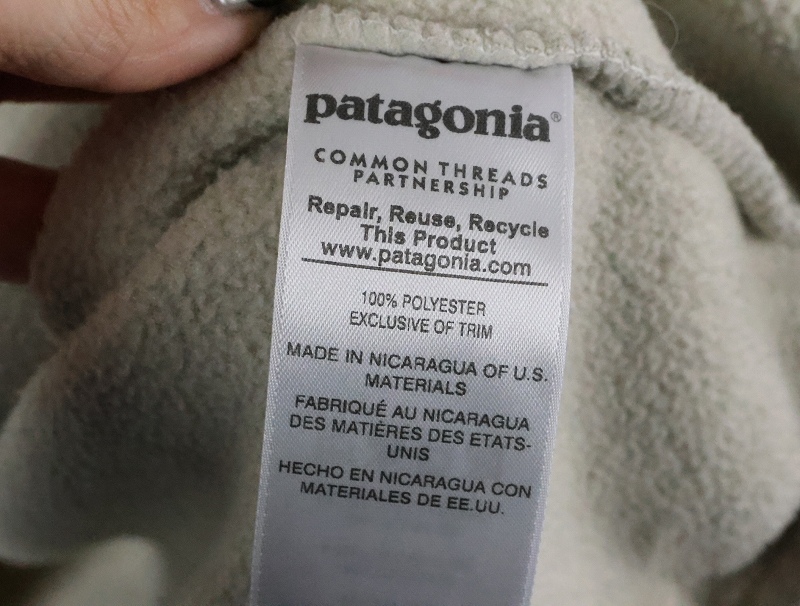 patagonia®
COMMON THREADS
PARTNERSHIP
Repair, Reuse, Recycle
This Product
www.patagonia.com
100% POLYESTER
EXCLUSIVE OF TRIM
MADE IN NICARAGUA OF U.S.
MATERIALS
FABRIQUÉ AU NICARAGUA
DES MATIÈRES DES ETATS-
UNIS
HECHO EN NICARAGUA CON
MATERIALES DE EE.UU.